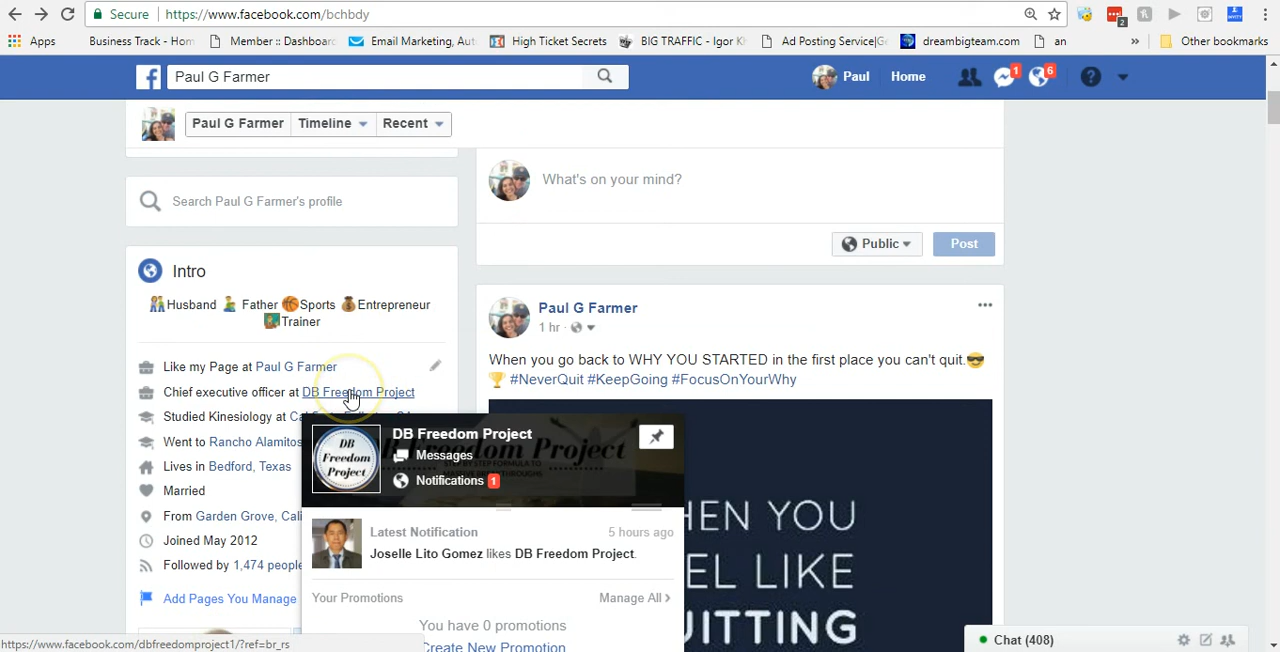 Secure https://www.facebook.com/bchbdy
2
Apps Business Track - Hom Member :: Dashboard Email Marketing, Aut High Ticket Secrets BIG TRAFFIC - Igor K Ad Posting Service|G dreambigteam.com an » Other bookmarks
Paul G Farmer Paul Home 1 6
Paul G Farmer Timeline Recent
What's on your mind?
Search Paul G Farmer's profile
Public Post
Intro
Husband Father Sports Entrepreneur
Trainer
Paul G Farmer
1 hr
When you go back to WHY YOU STARTED in the first place you can't quit.😎
🏆 #NeverQuit #KeepGoing #FocusOnYourWhy
Like my Page at Paul G Farmer
Chief executive officer at DB Freedom Project
Studied Kinesiology at
Went to Rancho Alamitos
Lives in Bedford, Texas
Married
From Garden Grove, Cali
Joined May 2012
Followed by 1,474 people
Add Pages You Manage
DB
Freedom
Project
DB Freedom Project
Messages
Notifications 1
Latest Notification 5 hours ago
Joselle Lito Gomez likes DB Freedom Project.
Your Promotions Manage All
You have 0 promotions
Create New Promotion
HEN YOU
EL LIKE
UITTING
Chat (408)
https://www.facebook.com/dbfreedomproject1/?ref=br_rs